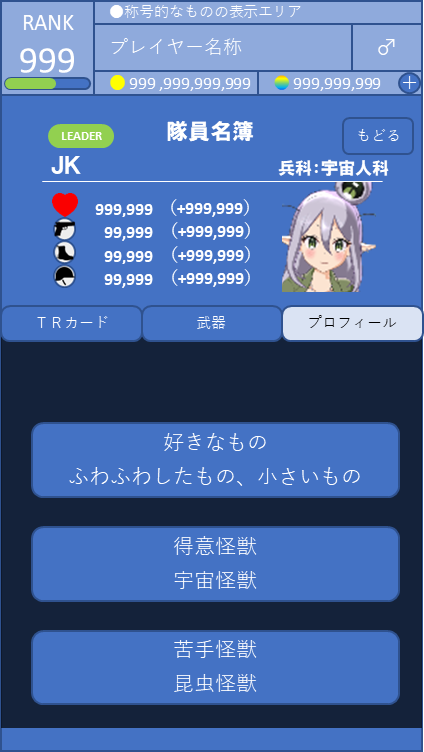 ●称号的なものの表示エリア
RANK
999
プレイヤー名称
♂
999 ,999,999,999
999,999,999
LEADER
隊員名簿
もどる
JK
兵科：宇宙人科
999,999 （+999,999）
99,999 （+999,999）
99,999 （+999,999）
99,999 （+999,999）
ＴＲカード
武器
プロフィール
好きなもの
ふわふわしたもの、小さいもの
得意怪獣
宇宙怪獣
苦手怪獣
昆虫怪獣